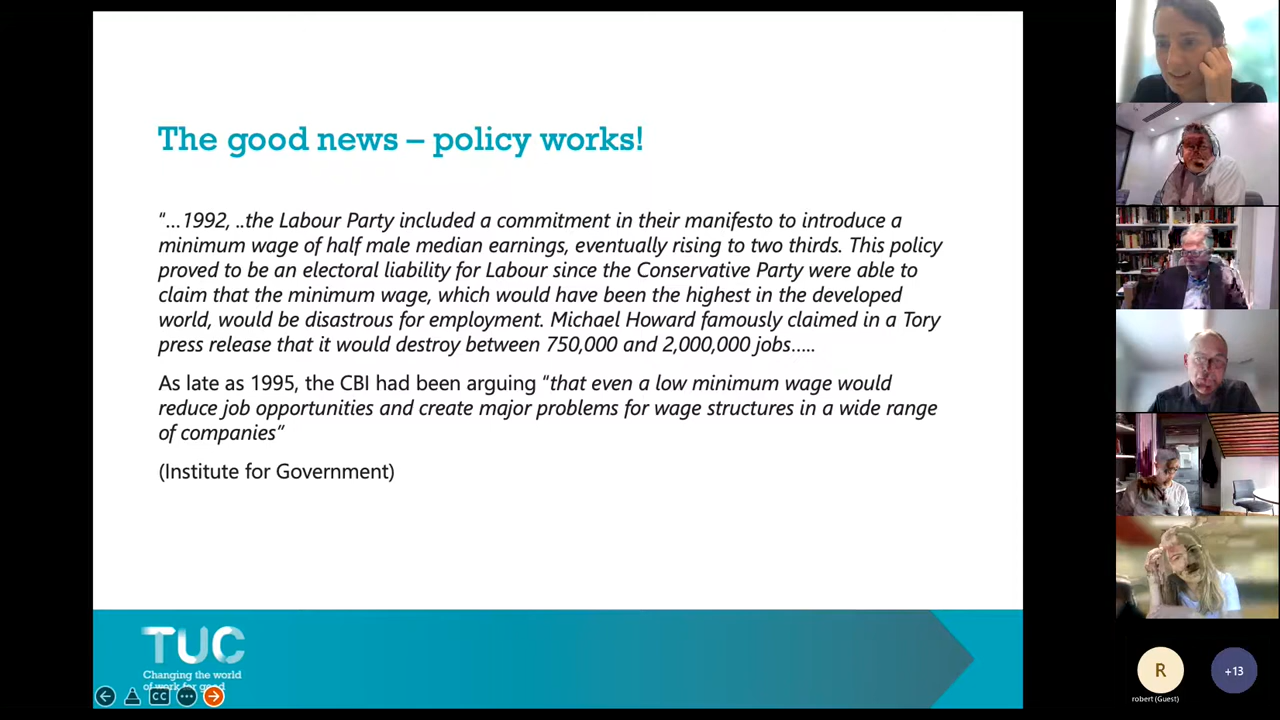 The good news – policy works!
“…1992, ..the Labour Party included a commitment in their manifesto to introduce a
minimum wage of half male median earnings, eventually rising to two thirds. This policy
proved to be an electoral liability for Labour since the Conservative Party were able to
claim that the minimum wage, which would have been the highest in the developed
world, would be disastrous for employment. Michael Howard famously claimed in a Tory
press release that it would destroy between 750,000 and 2,000,000 jobs…..
As late as 1995, the CBI had been arguing “that even a low minimum wage would
reduce job opportunities and create major problems for wage structures in a wide range
of companies”
(Institute for Government)
TUC
Changing the world
of work for good
CC
R
+13
robert (Guest)